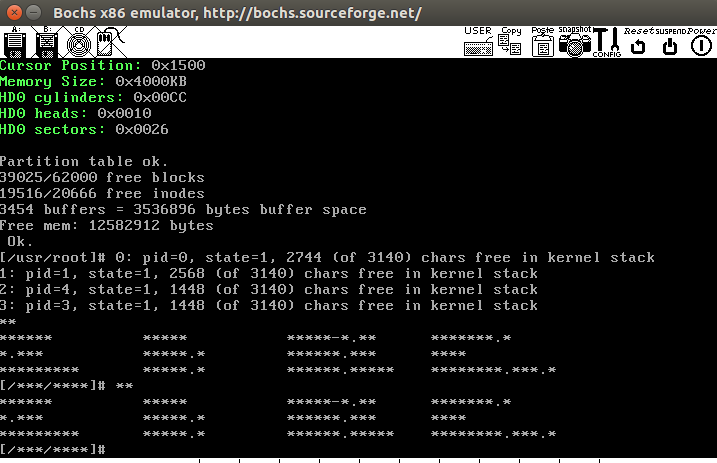 Bochs x86 emulator, http://bochs.sourceforge.net/
A: B: CD USER Copy Paste snapshot CONFIG Reset SUSPEND Power
Cursor Position: 0x1500
Memory Size: 0x4000KB
HD0 cylinders: 0x00CC
HD0 heads: 0x0010
HD0 sectors: 0x0026
Partition table ok.
39025/62000 free blocks
19516/20666 free inodes
3454 buffers = 3536896 bytes buffer space
Free mem: 12582912 bytes
Ok.
[/usr/root]# 0: pid=0, state=1, 2744 (of 3140) chars free in kernel stack
1: pid=1, state=1, 2568 (of 3140) chars free in kernel stack
2: pid=4, state=1, 1448 (of 3140) chars free in kernel stack
3: pid=3, state=1, 1448 (of 3140) chars free in kernel stack
**
****** ***** *****-*.** *******.*
*.*** *****.* ******.*** ****
********* *****.* ******.***** ********.***.*
[/***/****]# **
****** ***** *****-*.** *******.*
*.*** *****.* ******.*** ****
********* *****.* ******.***** ********.***.*
[/***/****]#